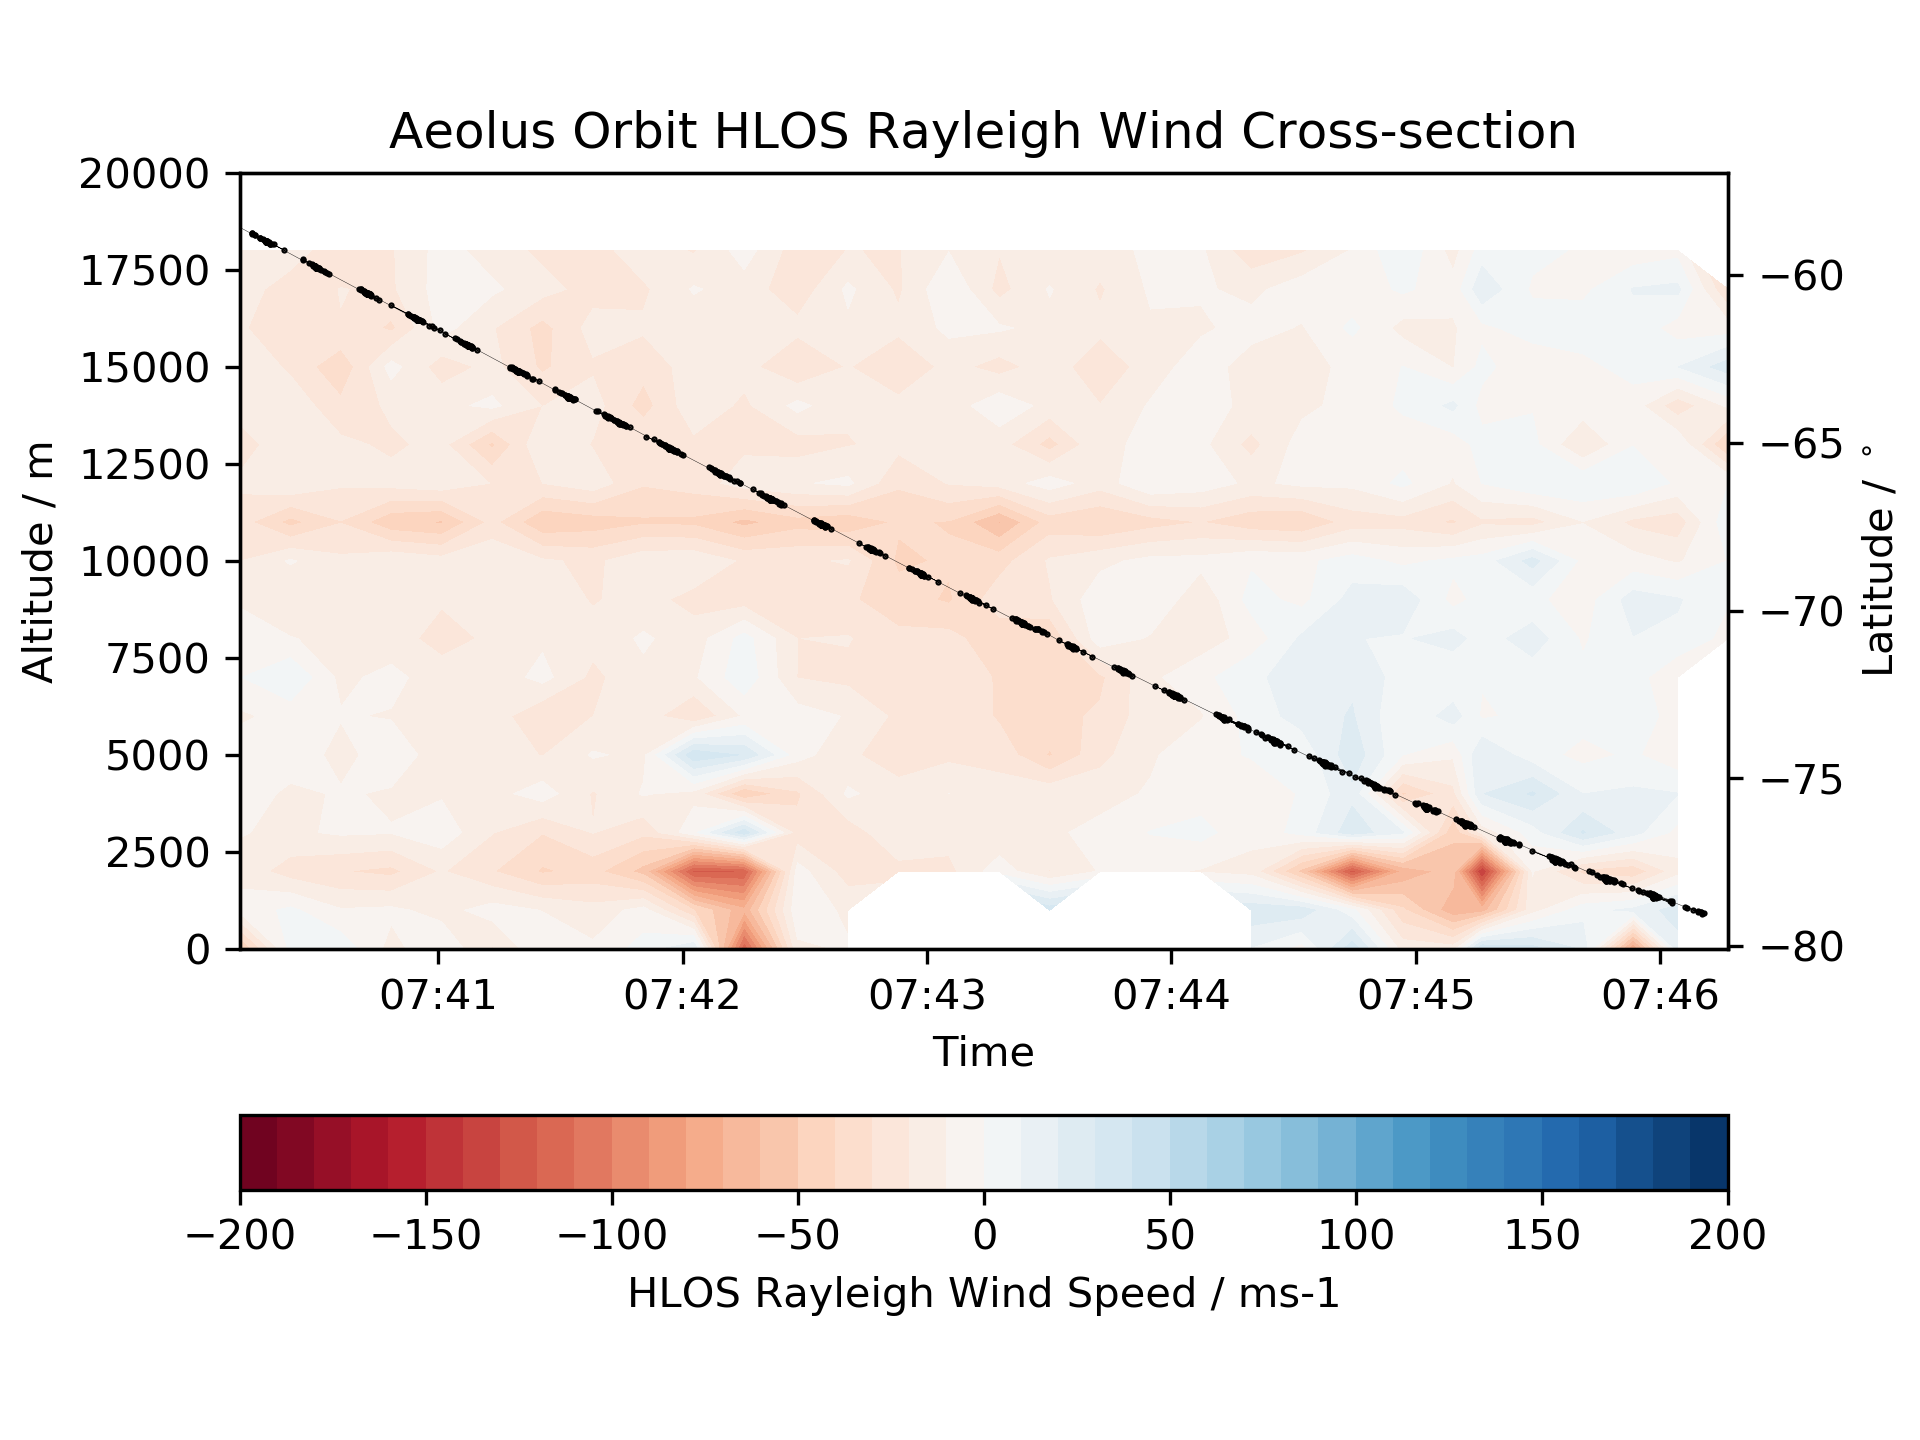 Aeolus Orbit HLOS Rayleigh Wind Cross-section
20000
17500
15000
12500
10000
7500
5000
2500
0
Altitude / m
−60
−65
−70
−75
−80
Latitude / °
07:41 07:42 07:43 07:44 07:45 07:46
Time
−200 −150 −100 −50 0 50 100 150 200
HLOS Rayleigh Wind Speed / ms-1